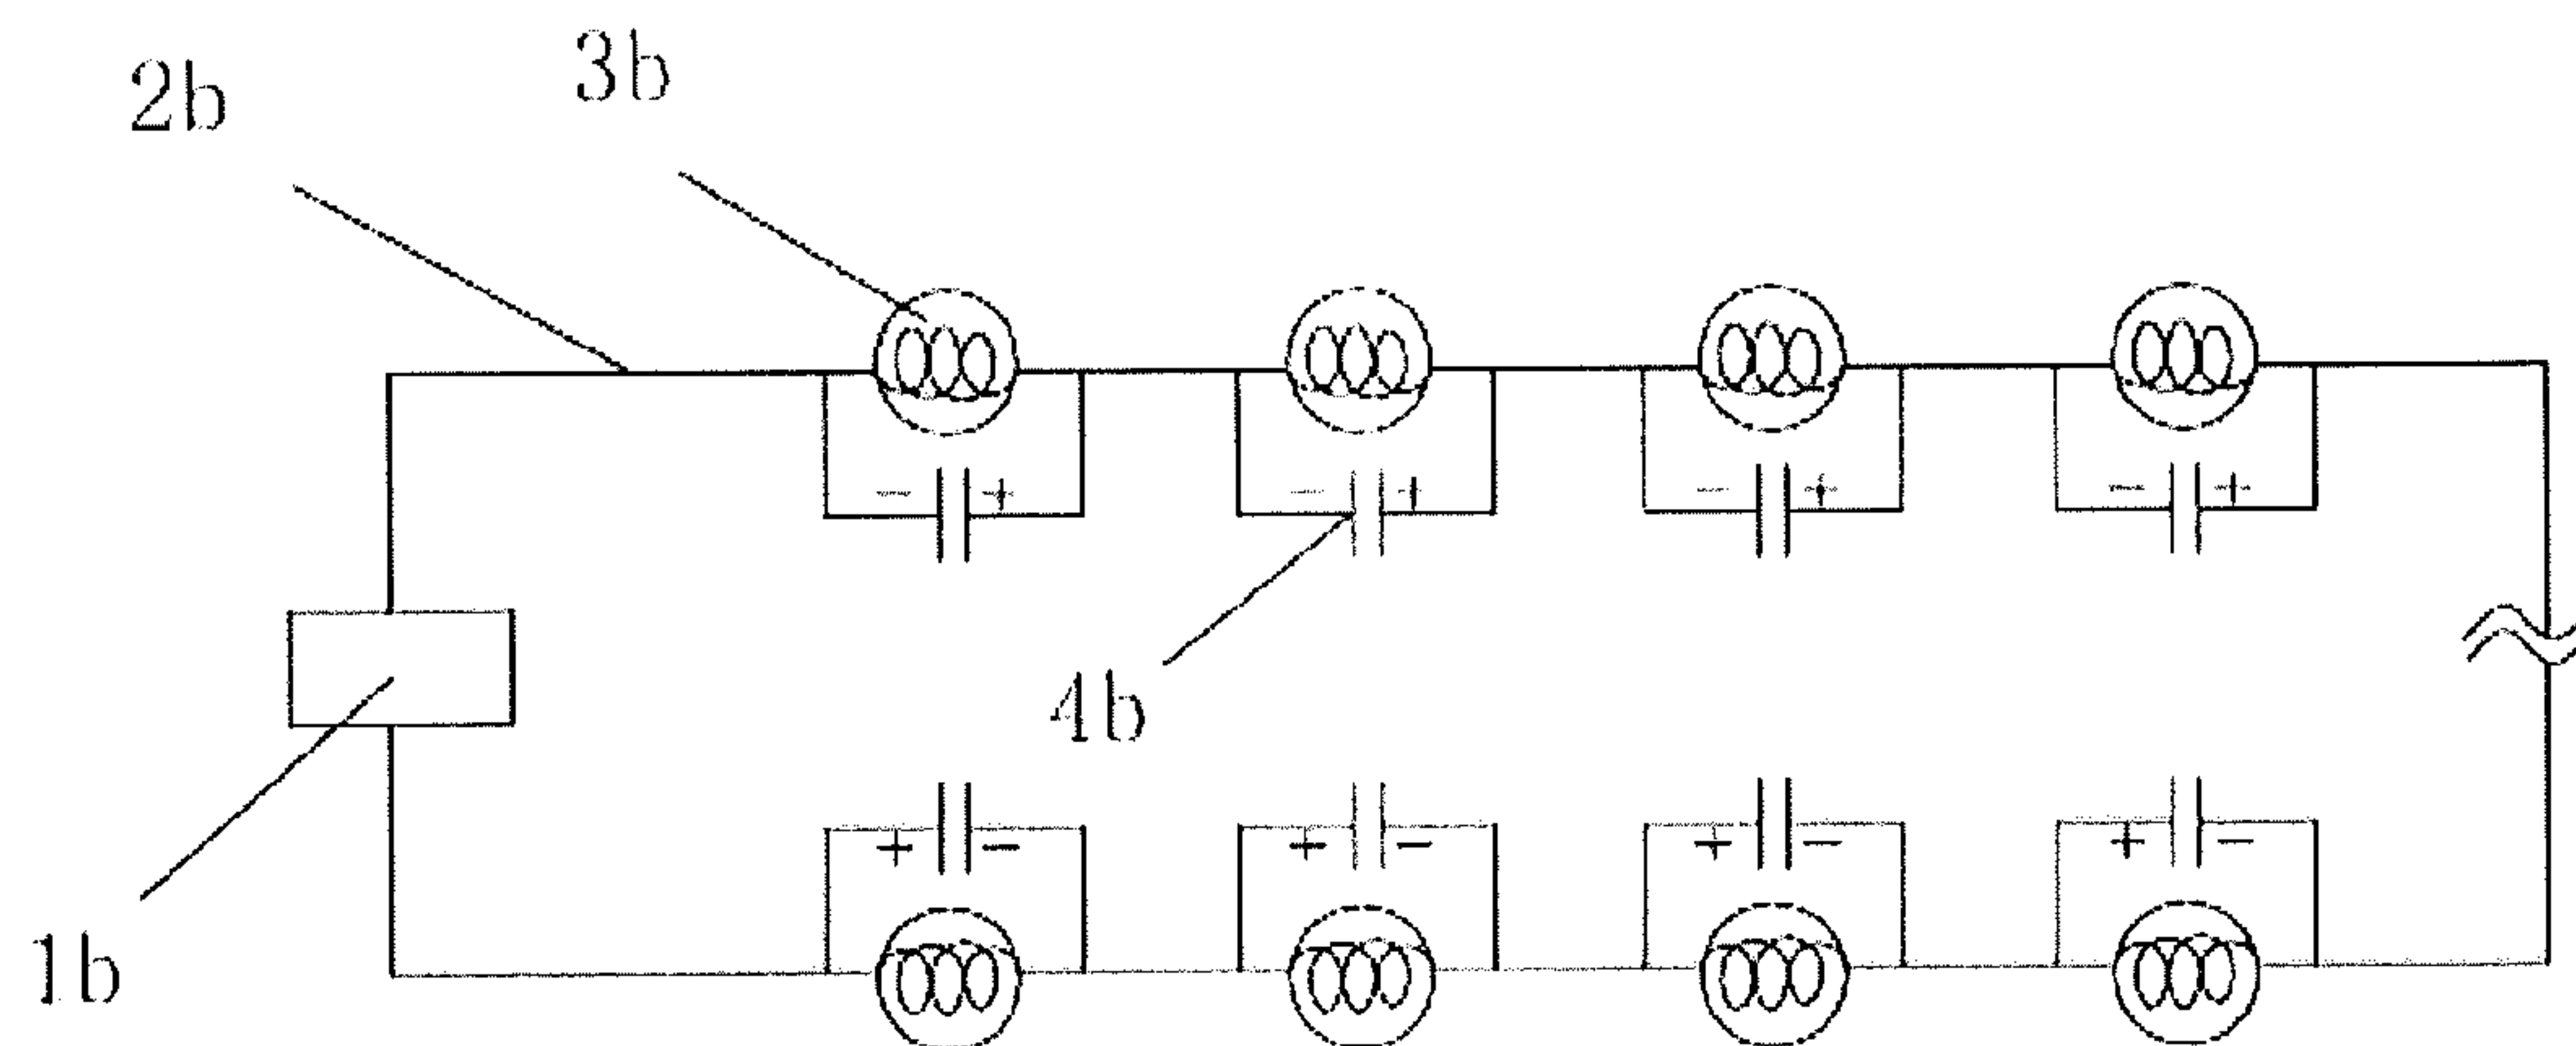 2b
3b
- + - + - + - +
4b
+ - + - + - + -
1b